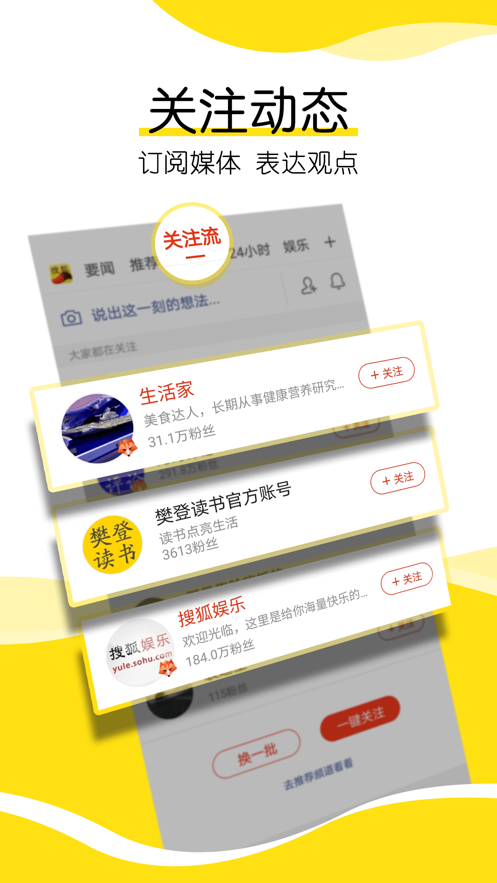 关注动态
订阅媒体 表达观点
搜狐 要闻 推荐 关注流 24小时 娱乐 +
说出这一刻的想法...
大家都在关注
生活家
美食达人，长期从事健康营养研究...
31.1万粉丝
+ 关注
291.8万粉丝
樊登读书官方账号
读书点亮生活
3613粉丝
+ 关注
樊登读书
搜狐娱乐
欢迎光临，这里是给你海量快乐的...
184.0万粉丝
+ 关注
搜狐娱乐
yule.sohu.com
115粉丝
换一批
一键关注
去推荐频道看看